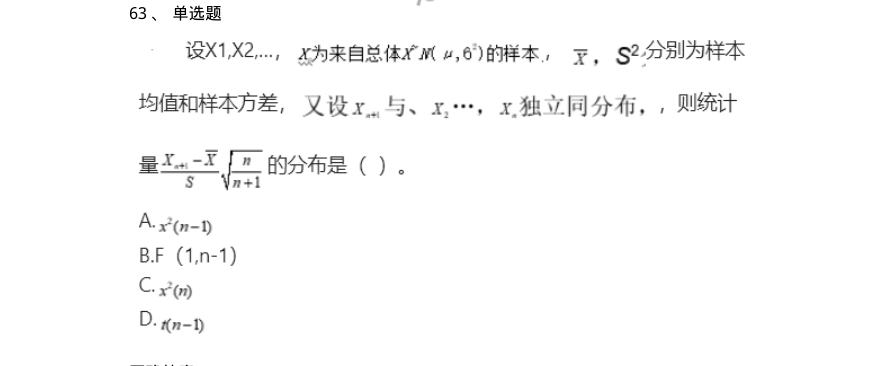 63 、 单选题
设X1,X2,..., X为来自总体X~N( μ,6²)的样本,, X̅, S²,分别为样本
均值和样本方差, 又设 Xₙ₊₁ 与、X₂ …, Xₙ 独立同分布, , 则统计
量 (Xₙ₊₁ − X̅)/S √(n/(n+1)) 的分布是 ( ) 。
A. x²(n−1)
B.F (1,n-1)
C. x²(n)
D. t(n−1)